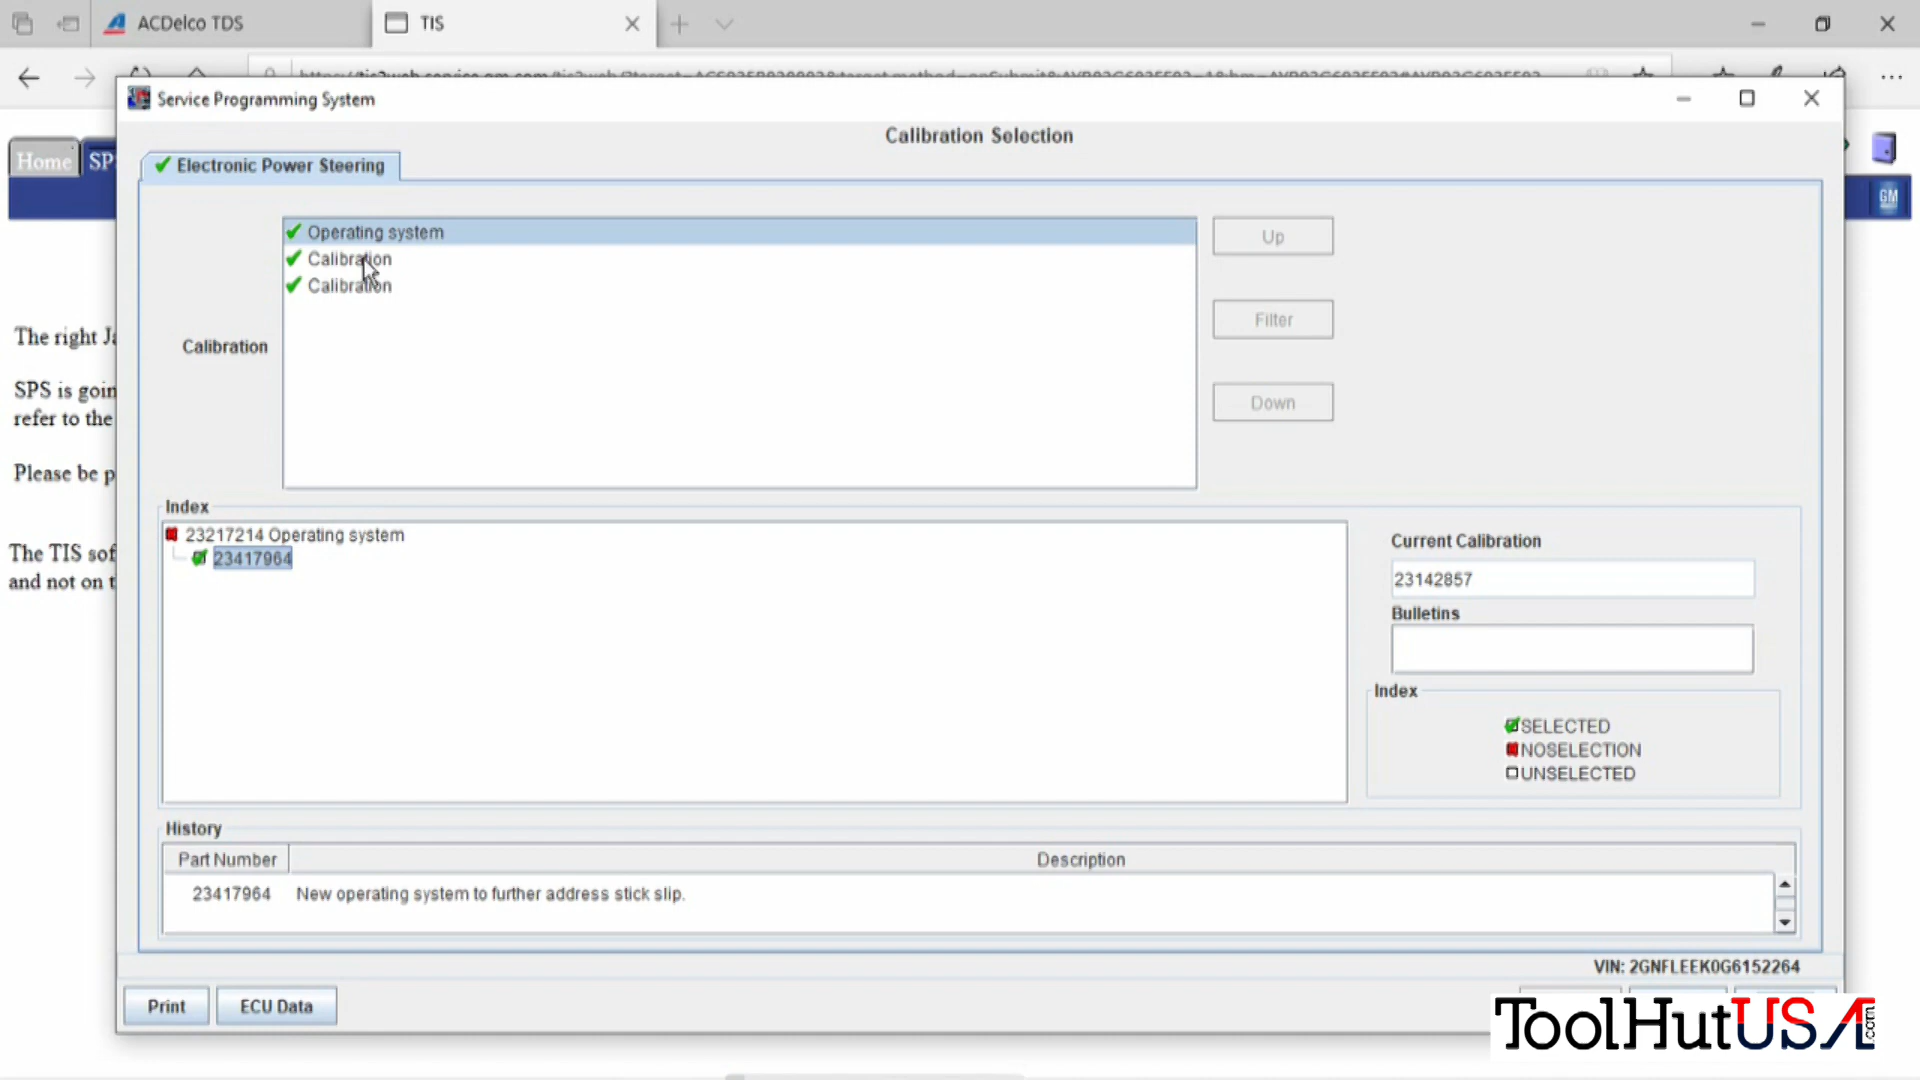 ACDelco TDS
TIS
Service Programming System
Calibration Selection
Home
SP
Electronic Power Steering
GM
Operating system
Calibration
Calibration
Up
Filter
Down
Calibration
The right Ja
SPS is goin
refer to the
Please be p
The TIS sof
and not on t
Index
23217214 Operating system
23417964
Current Calibration
23142857
Bulletins
Index
SELECTED
NOSELECTION
UNSELECTED
History
Part Number Description
23417964 New operating system to further address stick slip.
VIN: 2GNFLEEK0G6152264
Print ECU Data
ToolHutUSA.com